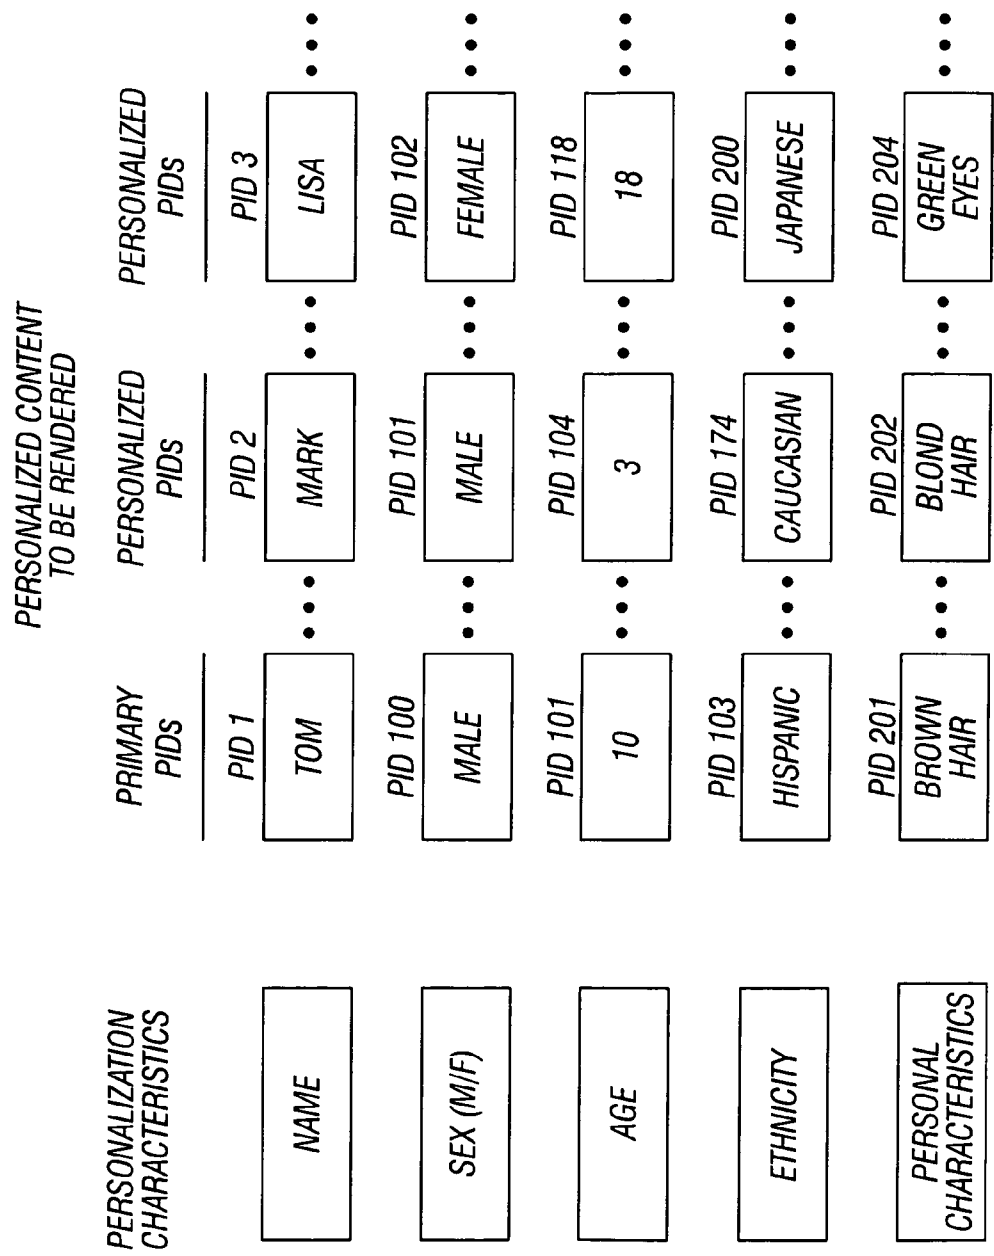 PERSONALIZED CONTENT
TO BE RENDERED
PERSONALIZATION
CHARACTERISTICS
PRIMARY
PIDs
PERSONALIZED
PIDs
PERSONALIZED
PIDs
NAME
PID 1
TOM
PID 2
MARK
PID 3
LISA
SEX (M/F)
PID 100
MALE
PID 101
MALE
PID 102
FEMALE
AGE
PID 101
10
PID 104
3
PID 118
18
ETHNICITY
PID 103
HISPANIC
PID 174
CAUCASIAN
PID 200
JAPANESE
PERSONAL
CHARACTERISTICS
PID 201
BROWN
HAIR
PID 202
BLOND
HAIR
PID 204
GREEN
EYES